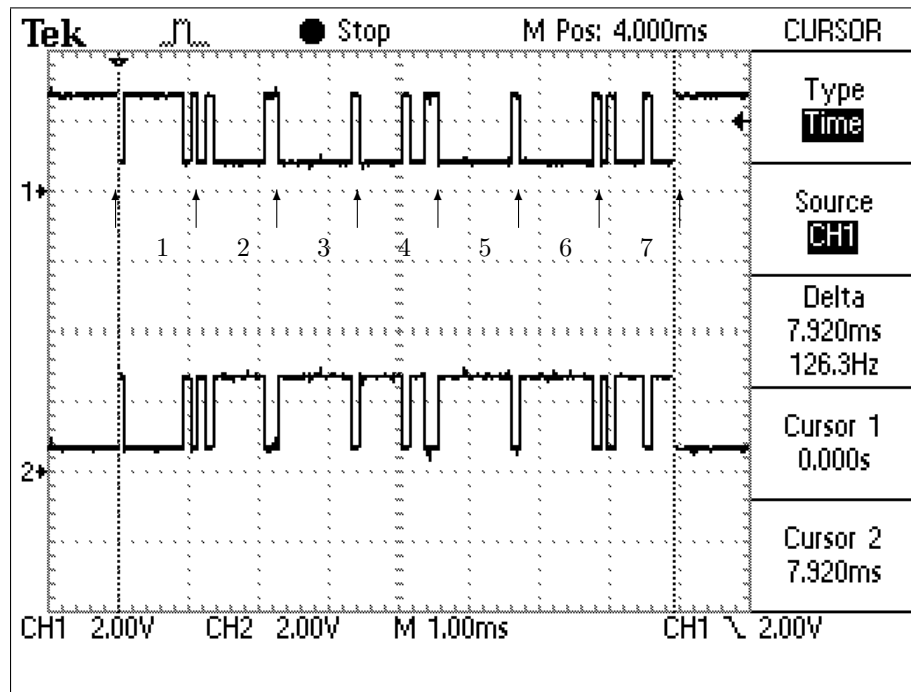 Tek Stop M Pos: 4.000ms CURSOR
Type
Time
1
Source
CH1
1 2 3 4 5 6 7
Delta
7.920ms
126.3Hz
Cursor 1
0.000s
2
Cursor 2
7.920ms
CH1 2.00V CH2 2.00V M 1.00ms CH1 2.00V